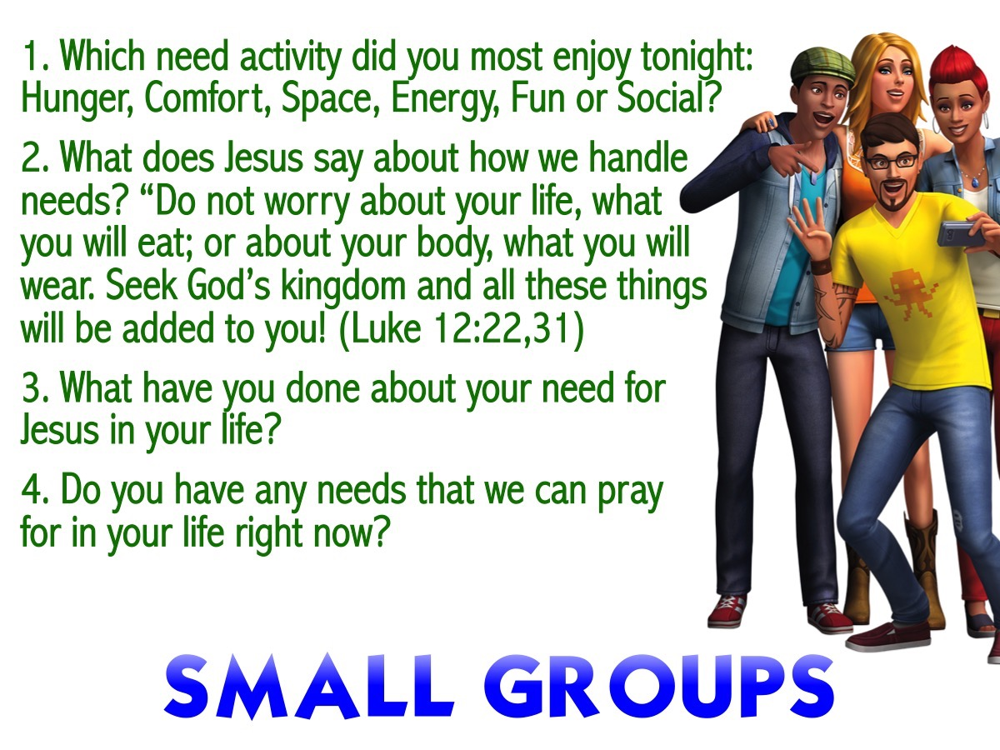 1. Which need activity did you most enjoy tonight:
Hunger, Comfort, Space, Energy, Fun or Social?
2. What does Jesus say about how we handle
needs? “Do not worry about your life, what
you will eat; or about your body, what you will
wear. Seek God’s kingdom and all these things
will be added to you! (Luke 12:22,31)
3. What have you done about your need for
Jesus in your life?
4. Do you have any needs that we can pray
for in your life right now?
SMALL GROUPS